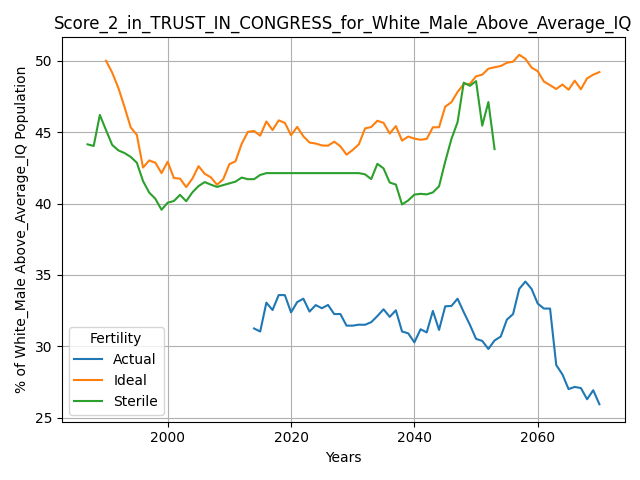 Score_2_in_TRUST_IN_CONGRESS_for_White_Male_Above_Average_IQ
% of White_Male Above_Average_IQ Population
50
45
40
35
30
25
Fertility
Actual
Ideal
Sterile
2000
2020
2040
2060
Years